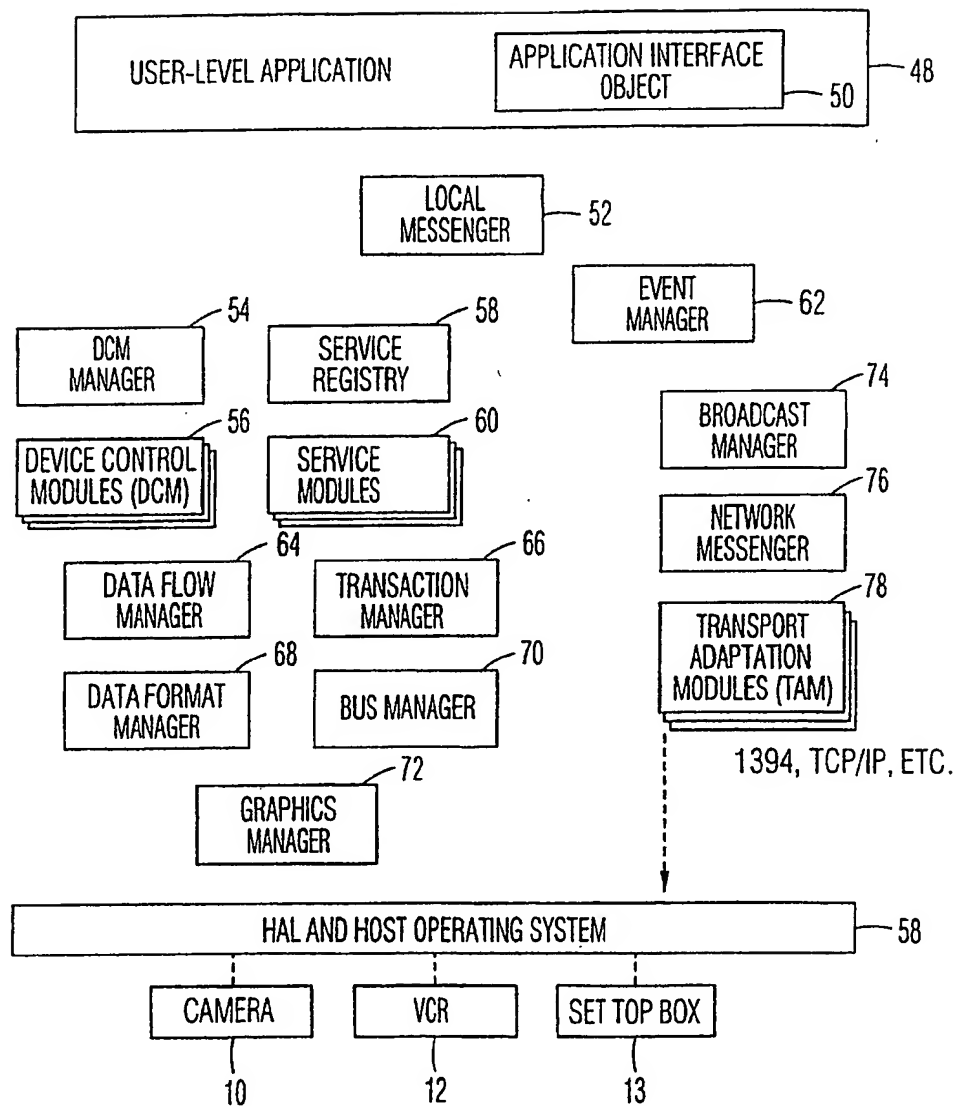 USER-LEVEL APPLICATION
APPLICATION INTERFACE
OBJECT
48
50
LOCAL
MESSENGER
52
EVENT
MANAGER
62
54
DCM
MANAGER
58
SERVICE
REGISTRY
74
BROADCAST
MANAGER
56
DEVICE CONTROL
MODULES (DCM)
60
SERVICE
MODULES
76
NETWORK
MESSENGER
64
DATA FLOW
MANAGER
66
TRANSACTION
MANAGER
78
TRANSPORT
ADAPTATION
MODULES (TAM)
68
DATA FORMAT
MANAGER
70
BUS MANAGER
1394, TCP/IP, ETC.
72
GRAPHICS
MANAGER
HAL AND HOST OPERATING SYSTEM
58
CAMERA
VCR
SET TOP BOX
10
12
13